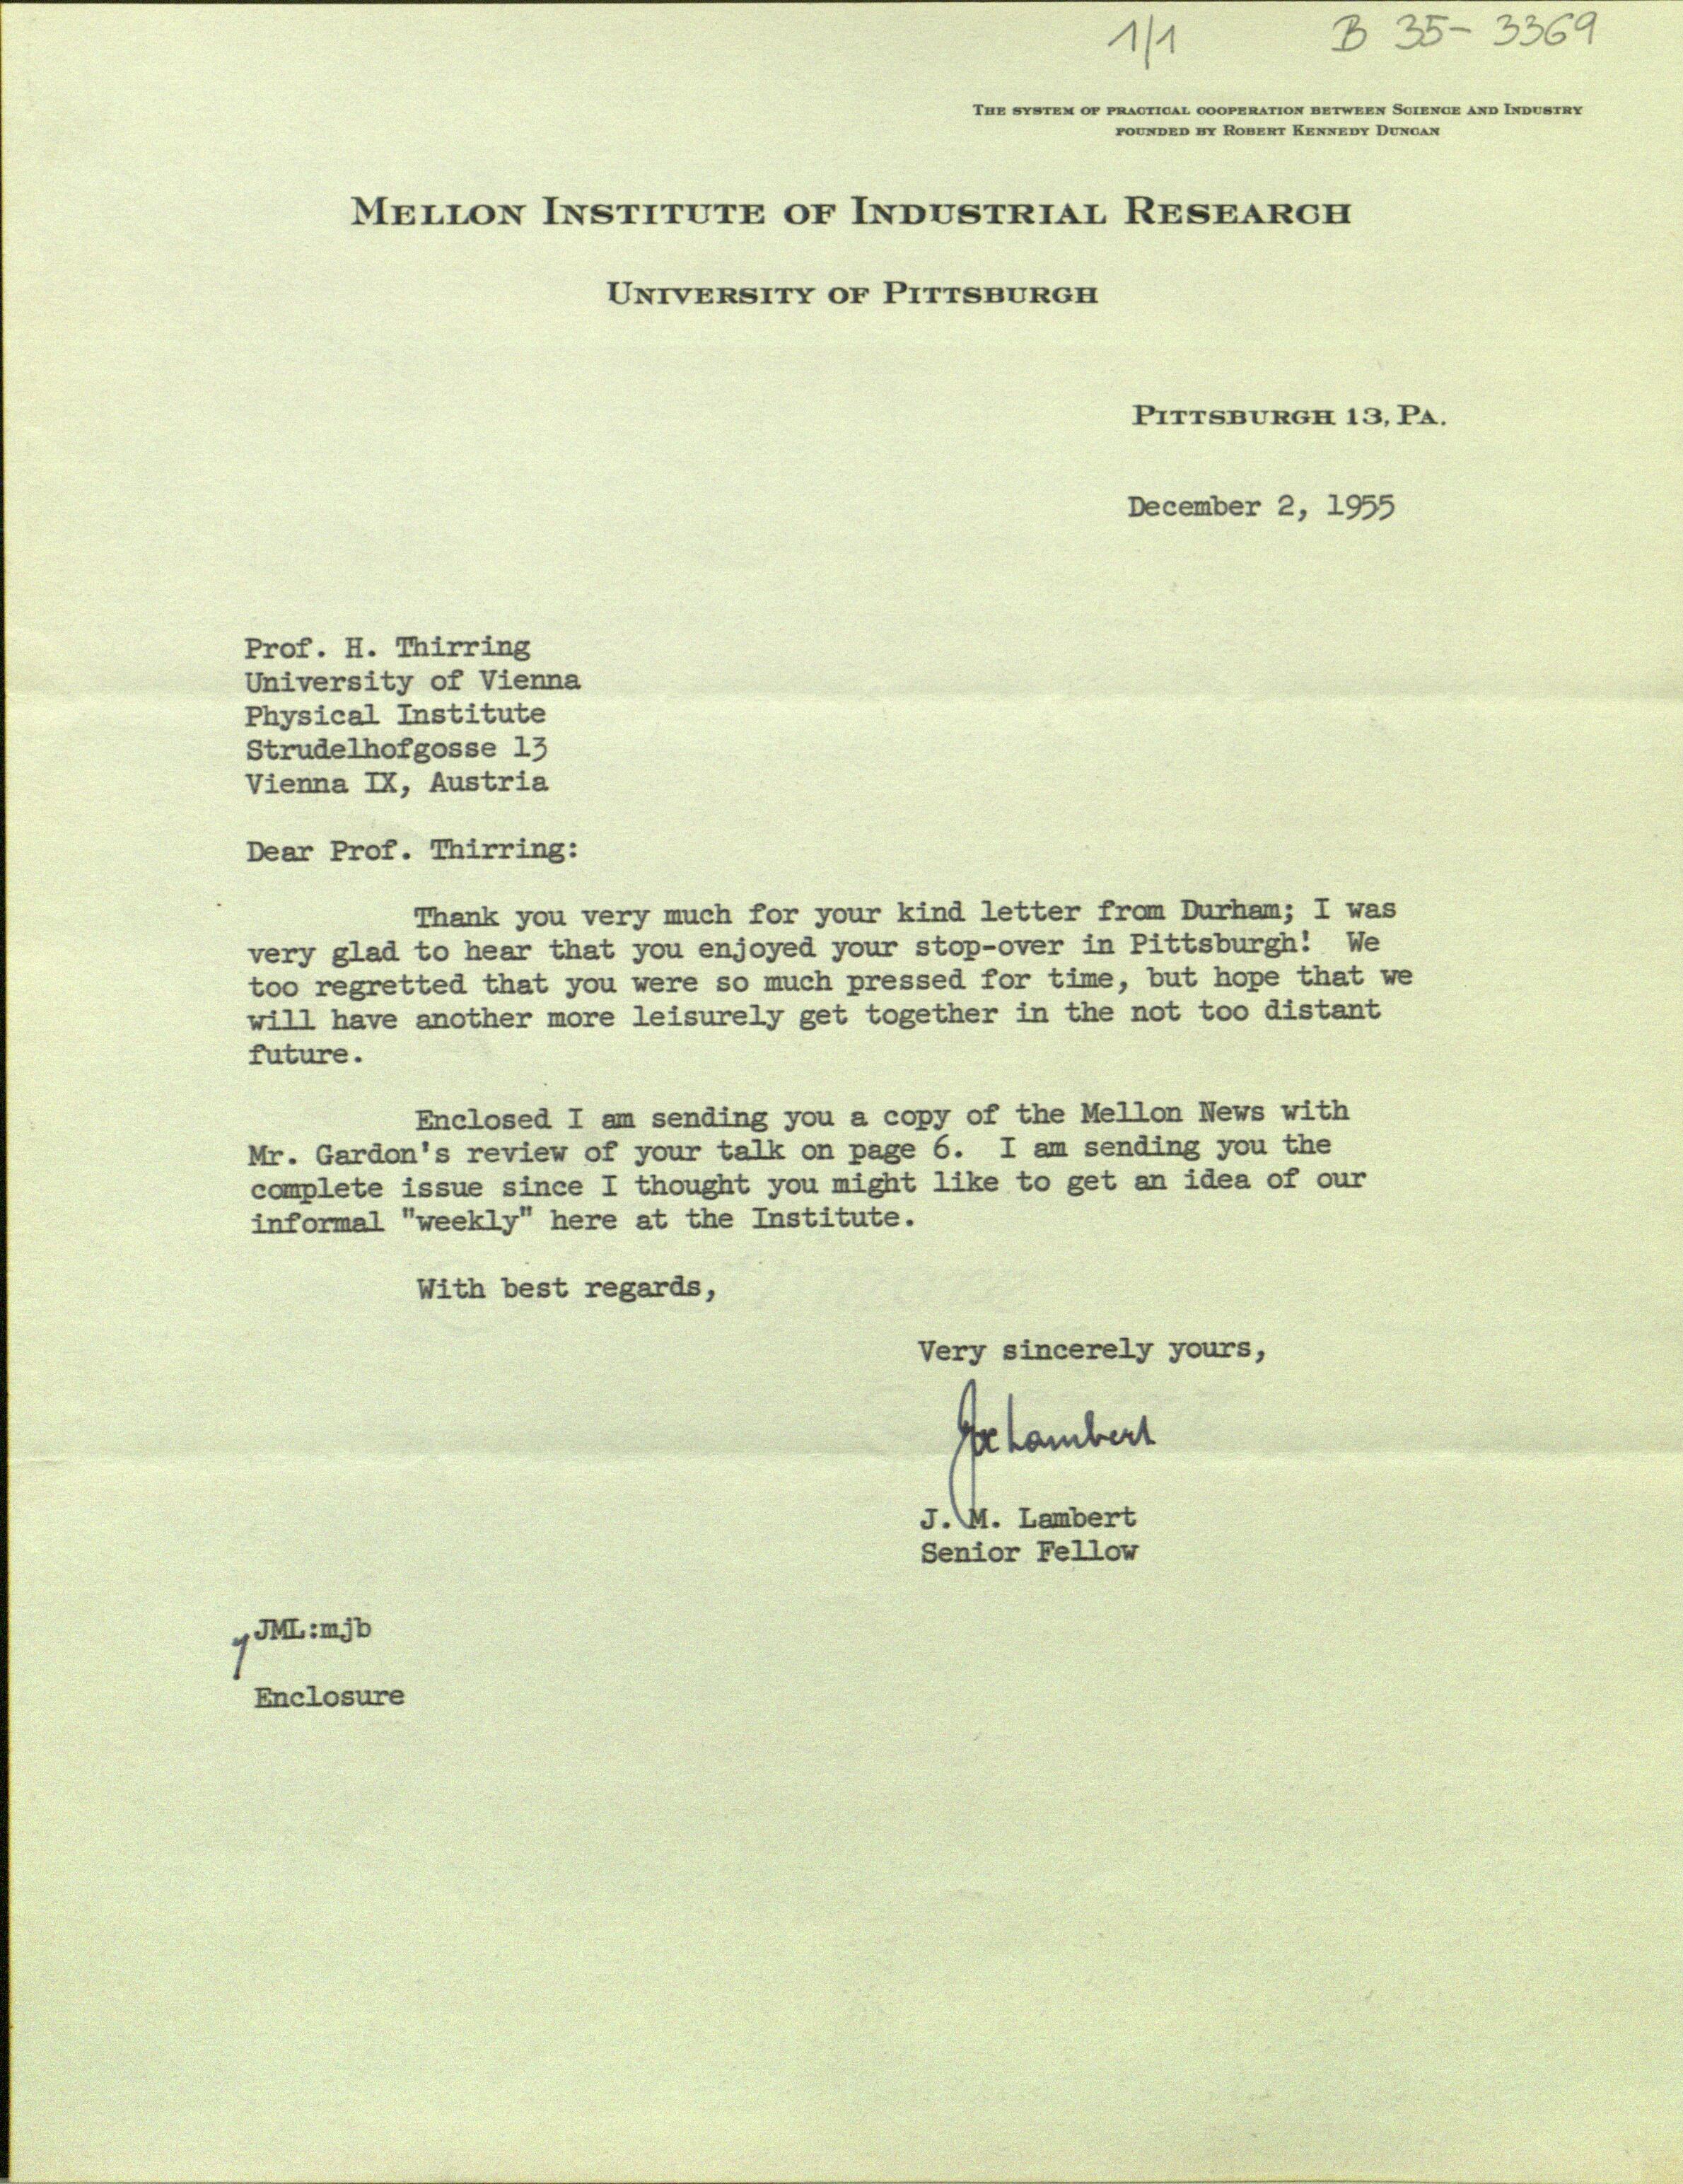 1/1 B 35-3369
THE SYSTEM OF PRACTICAL COOPERATION BETWEEN SCIENCE AND INDUSTRY
FOUNDED BY ROBERT KENNEDY DUNCAN
MELLON INSTITUTE OF INDUSTRIAL RESEARCH
UNIVERSITY OF PITTSBURGH
PITTSBURGH 13, PA.
December 2, 1955
Prof. H. Thirring
University of Vienna
Physical Institute
Strudelhofgosse 13
Vienna IX, Austria
Dear Prof. Thirring:
Thank you very much for your kind letter from Durham; I was
very glad to hear that you enjoyed your stop-over in Pittsburgh! We
too regretted that you were so much pressed for time, but hope that we
will have another more leisurely get together in the not too distant
future.
Enclosed I am sending you a copy of the Mellon News with
Mr. Gardon's review of your talk on page 6. I am sending you the
complete issue since I thought you might like to get an idea of our
informal "weekly" here at the Institute.
With best regards,
Very sincerely yours,
Joe Lambert
J. M. Lambert
Senior Fellow
JML:mjb
Enclosure